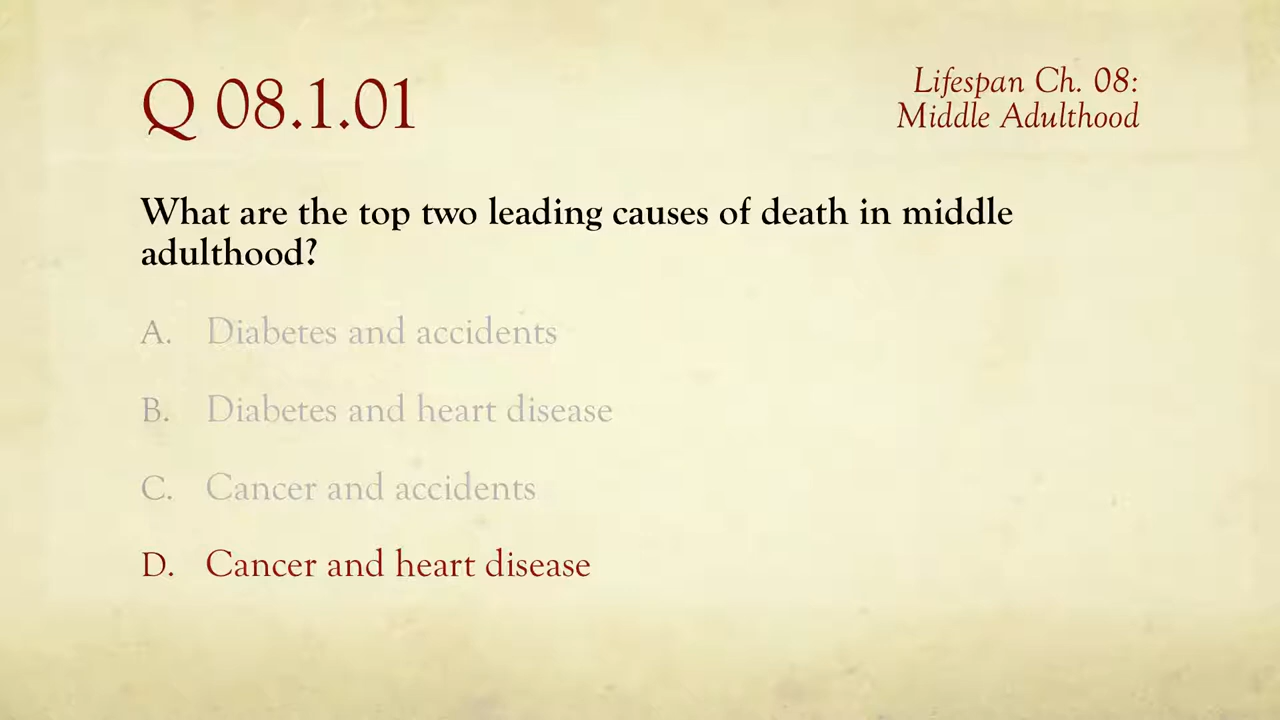 Q 08.1.01
Lifespan Ch. 08:
Middle Adulthood
What are the top two leading causes of death in middle
adulthood?
A. Diabetes and accidents
B. Diabetes and heart disease
C. Cancer and accidents
D. Cancer and heart disease